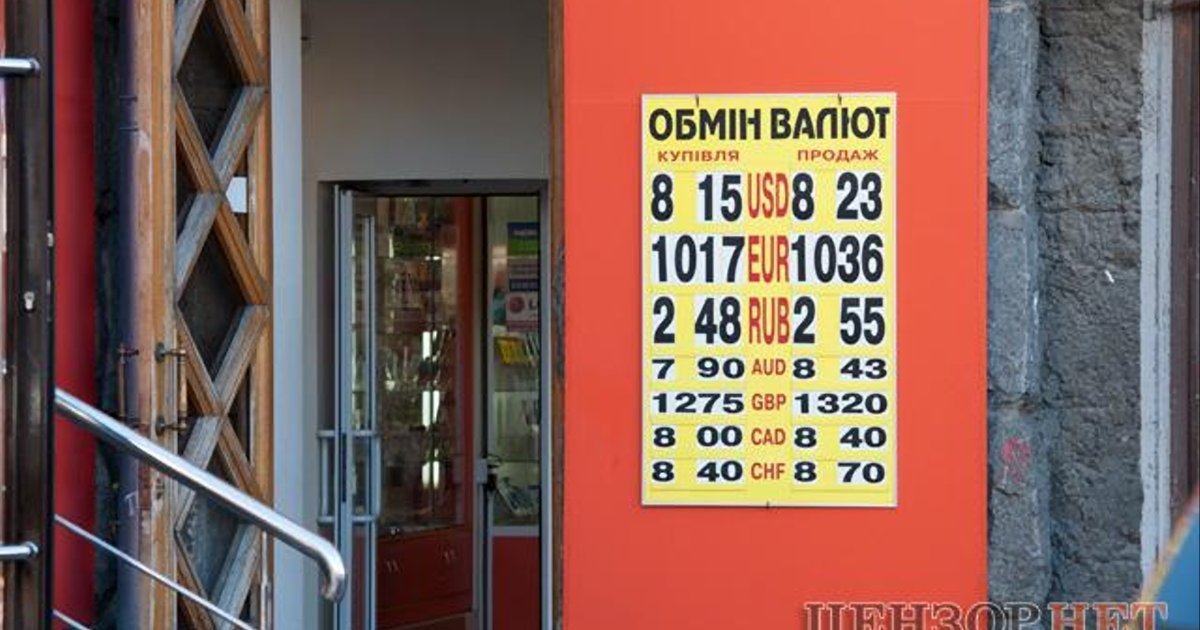 ОБМІН ВАЛЮТ
КУПІВЛЯ ПРОДАЖ
8 15 USD 8 23
1017 EUR 1036
2 48 RUB 2 55
7 90 AUD 8 43
1275 GBP 1320
8 00 CAD 8 40
8 40 CHF 8 70
ЦЕНЗОР.НЕТ